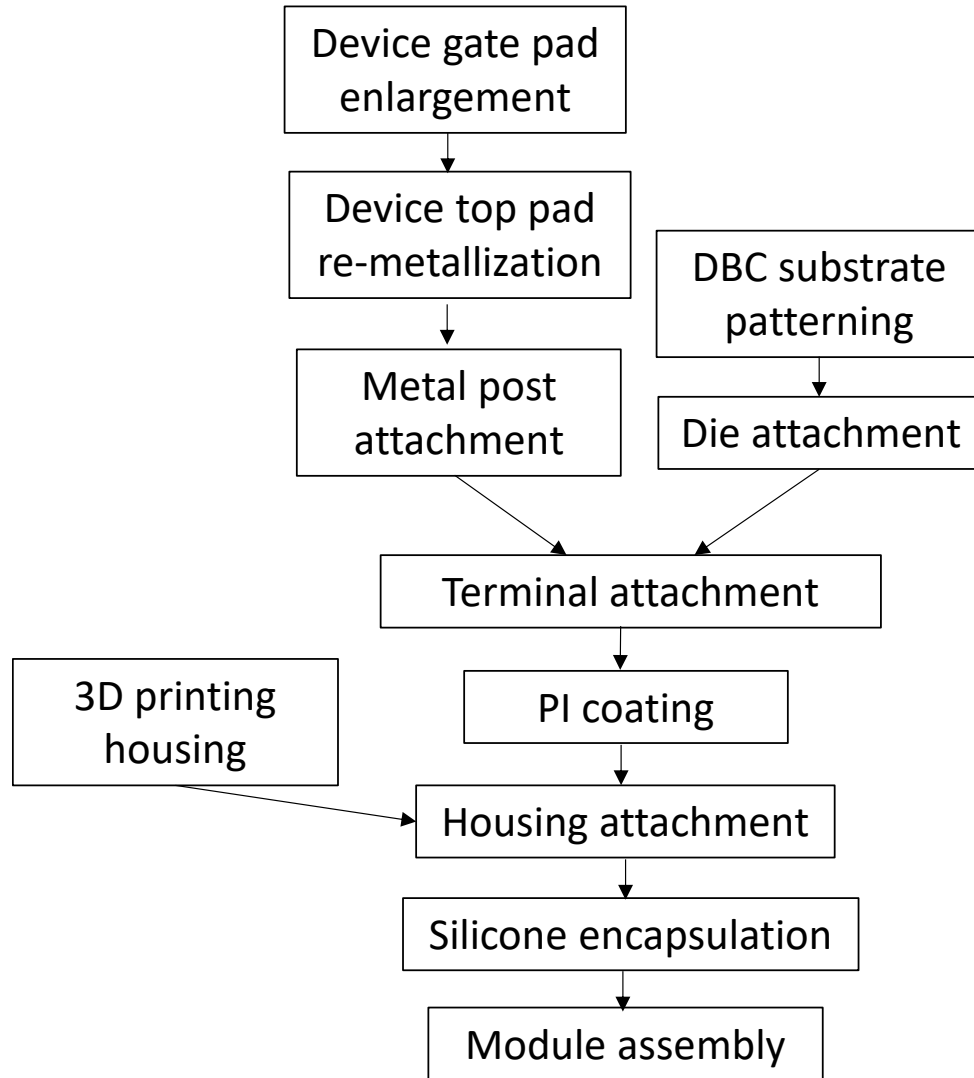 Device gate pad
enlargement
Device top pad
re-metallization
DBC substrate
patterning
Metal post
attachment
Die attachment
Terminal attachment
3D printing
housing
PI coating
Housing attachment
Silicone encapsulation
Module assembly